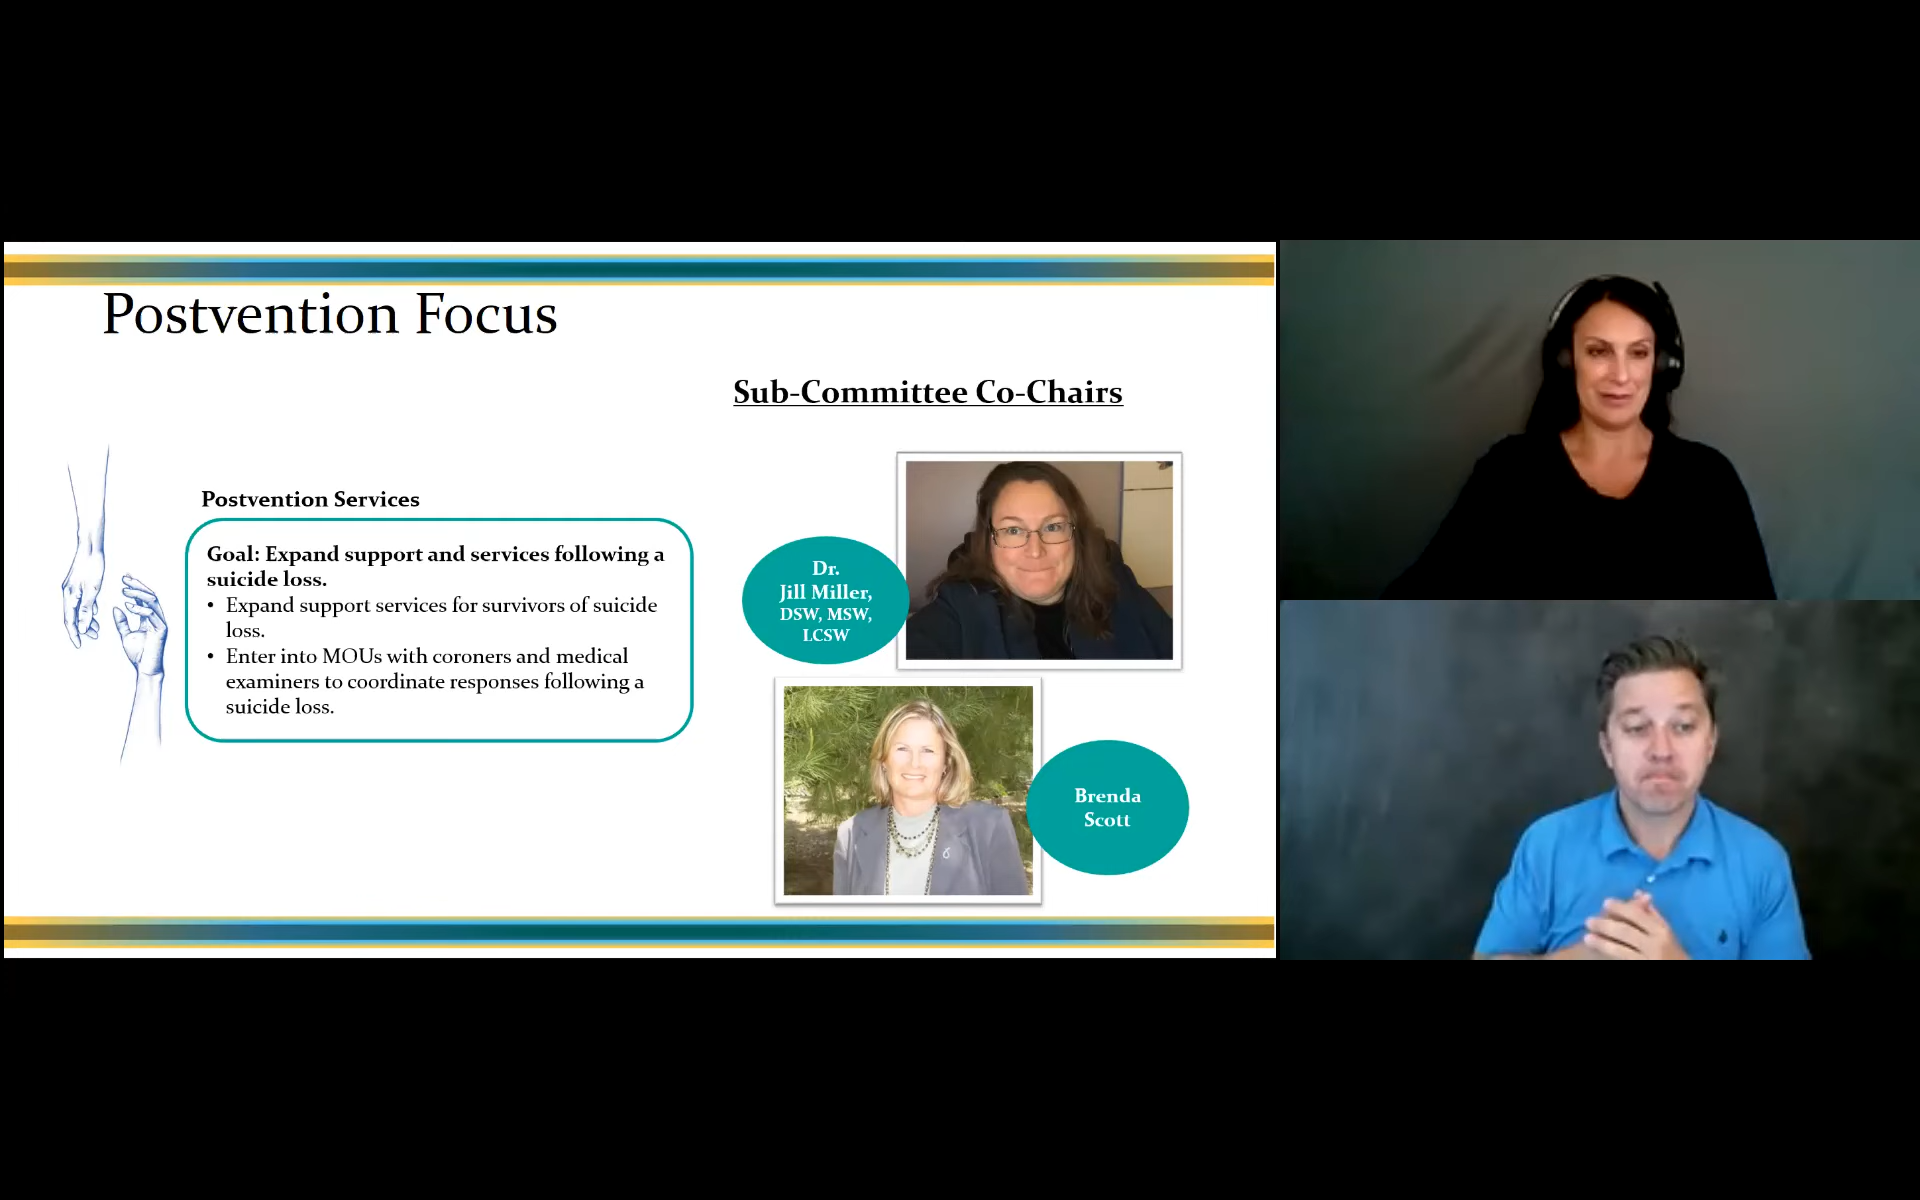 Postvention Focus
Sub-Committee Co-Chairs
Postvention Services
Goal: Expand support and services following a
suicide loss.
• Expand support services for survivors of suicide
loss.
• Enter into MOUs with coroners and medical
examiners to coordinate responses following a
suicide loss.
Dr.
Jill Miller,
DSW, MSW,
LCSW
Brenda
Scott